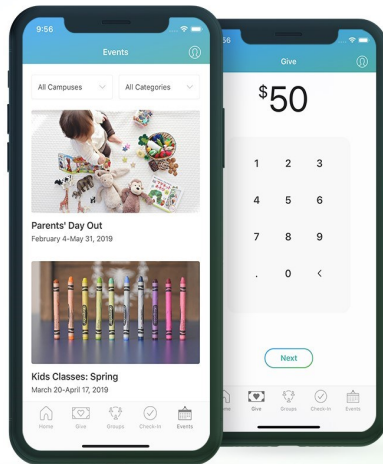 9:56
Events
All Campuses
All Categories
Parents' Day Out
February 4-May 31, 2019
Kids Classes: Spring
March 20-April 17, 2019
Home
Give
Groups
Check-In
Events
56
Give
$50
1 2 3
4 5 6
7 8 9
. 0 <
Next
Give
Groups
Check-In
Events